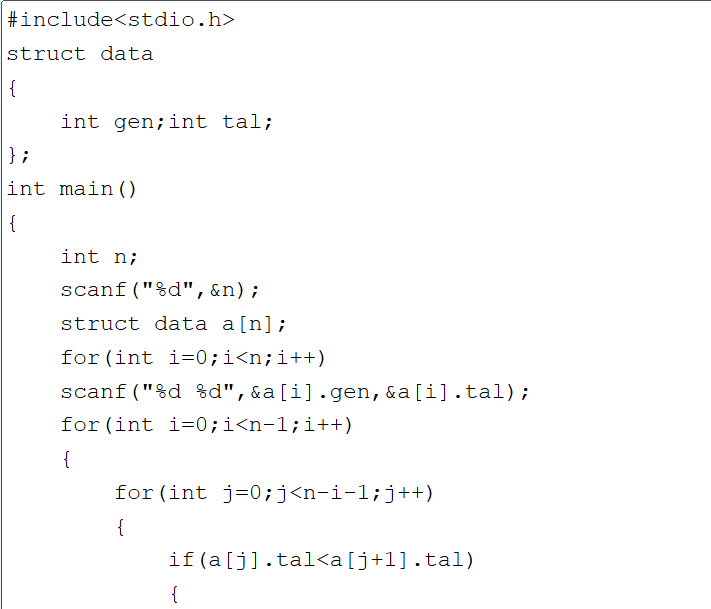 #include<stdio.h>
struct data
{
    int gen;int tal;
};
int main()
{
    int n;
    scanf("%d",&n);
    struct data a[n];
    for(int i=0;i<n;i++)
    scanf("%d %d",&a[i].gen,&a[i].tal);
    for(int i=0;i<n-1;i++)
    {
        for(int j=0;j<n-i-1;j++)
        {
            if(a[j].tal<a[j+1].tal)
            {